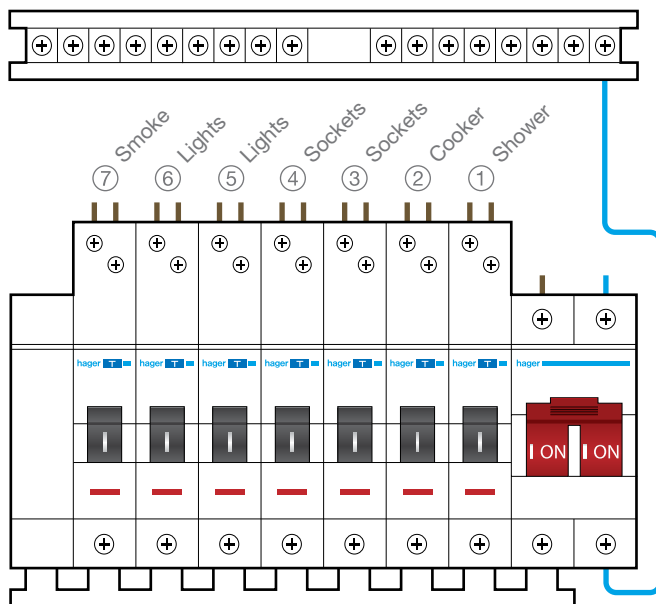 ⑦ Smoke
⑥ Lights
⑤ Lights
④ Sockets
③ Sockets
② Cooker
① Shower
hager T
hager T
hager T
hager T
hager T
hager T
hager T
hager
ON ON